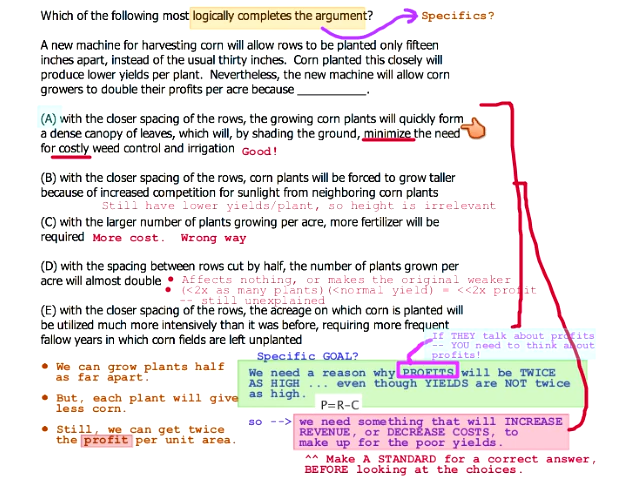 Which of the following most logically completes the argument?
Specifics?
A new machine for harvesting corn will allow rows to be planted only fifteen
inches apart, instead of the usual thirty inches. Corn planted this closely will
produce lower yields per plant. Nevertheless, the new machine will allow corn
growers to double their profits per acre because ____________.
(A) with the closer spacing of the rows, the growing corn plants will quickly form
a dense canopy of leaves, which will, by shading the ground, minimize the need
for costly weed control and irrigation Good!
(B) with the closer spacing of the rows, corn plants will be forced to grow taller
because of increased competition for sunlight from neighboring corn plants
Still have lower yields/plant, so height is irrelevant
(C) with the larger number of plants growing per acre, more fertilizer will be
required More cost. Wrong way
(D) with the spacing between rows cut by half, the number of plants grown per
acre will almost double • Affects nothing, or makes the original weaker
• (<2x as many plants)(<normal yield) = <<2x profit
-- still unexplained
(E) with the closer spacing of the rows, the acreage on which corn is planted will
be utilized much more intensively than it was before, requiring more frequent
fallow years in which corn fields are left unplanted
If THEY talk about profits
-- YOU need to think about
profits!
Specific GOAL?
We need a reason why PROFITS will be TWICE
AS HIGH ... even though YIELDS are NOT twice
as high.
P=R-C
so --> we need something that will INCREASE
REVENUE, or DECREASE COSTS, to
make up for the poor yields.
^^ Make A STANDARD for a correct answer,
BEFORE looking at the choices.
• We can grow plants half
as far apart.
• But, each plant will give
less corn.
• Still, we can get twice
the profit per unit area.